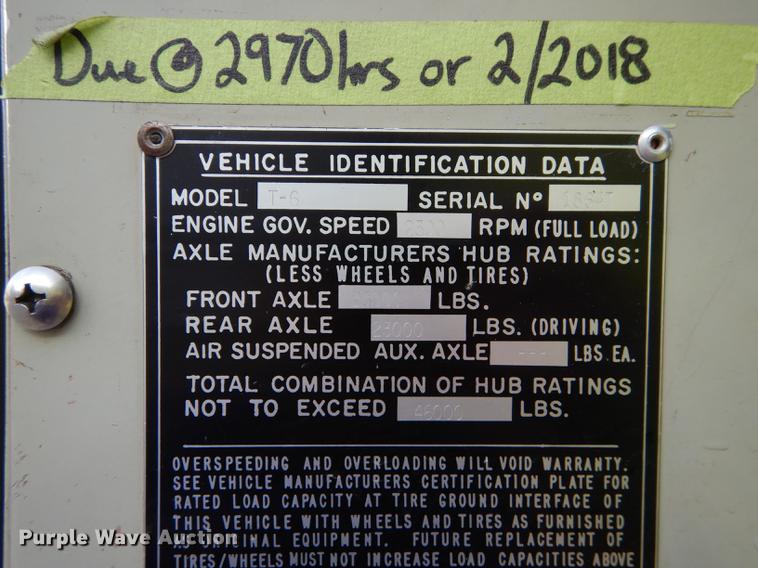 Due @ 2970hrs or 2/2018
VEHICLE IDENTIFICATION DATA
MODEL T-6 SERIAL Nº
ENGINE GOV. SPEED RPM (FULL LOAD)
AXLE MANUFACTURERS HUB RATINGS:
(LESS WHEELS AND TIRES)
FRONT AXLE LBS.
REAR AXLE 23000 LBS. (DRIVING)
AIR SUSPENDED AUX. AXLE --- LBS. EA.
TOTAL COMBINATION OF HUB RATINGS
NOT TO EXCEED 46000 LBS.
OVERSPEEDING AND OVERLOADING WILL VOID WARRANTY.
SEE VEHICLE MANUFACTURERS CERTIFICATION PLATE FOR
RATED LOAD CAPACITY AT TIRE GROUND INTERFACE OF
THIS VEHICLE WITH WHEELS AND TIRES AS FURNISHED
AS ORIGINAL EQUIPMENT. FUTURE REPLACEMENT OF
TIRES/WHEELS MUST NOT INCREASE LOAD CAPACITIES ABOVE
Purple Wave Auction